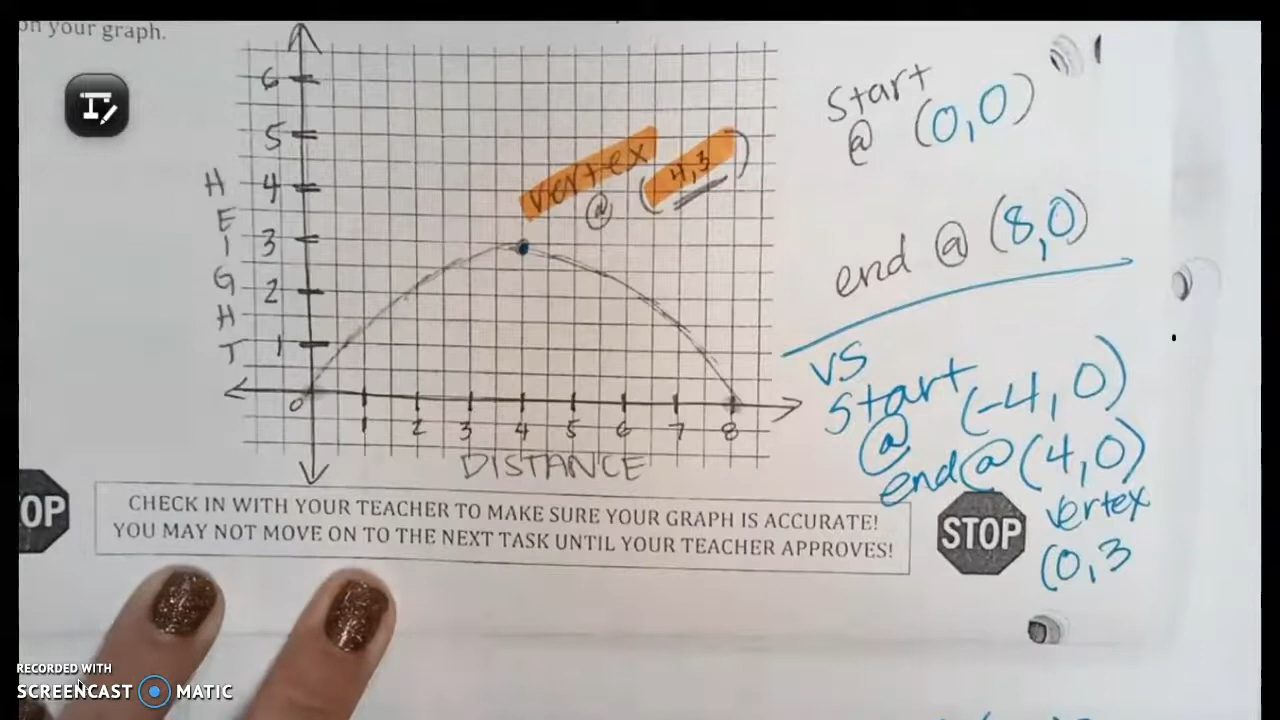 on your graph.
6
5
4
3
2
1
HEIGHT
vertex
@ (4,3)
0 1 2 3 4 5 6 7 8
DISTANCE
start
@ (0,0)
end @ (8,0)
vs
start
@ (-4,0)
end @ (4,0)
vertex
(0,3
OP
CHECK IN WITH YOUR TEACHER TO MAKE SURE YOUR GRAPH IS ACCURATE!
YOU MAY NOT MOVE ON TO THE NEXT TASK UNTIL YOUR TEACHER APPROVES!
STOP
RECORDED WITH
SCREENCAST MATIC